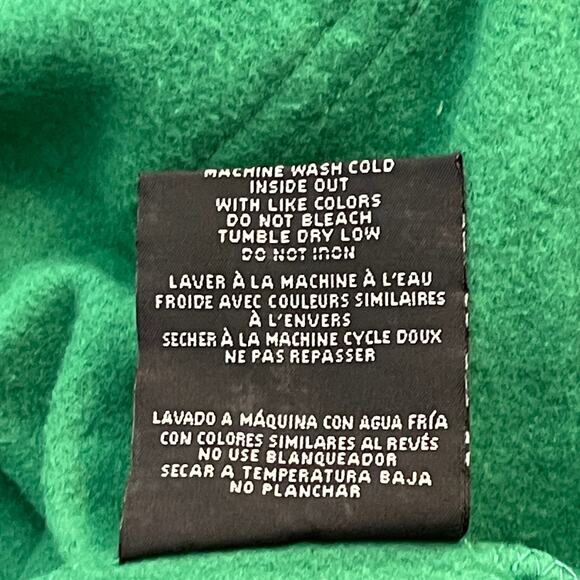 MACHINE WASH COLD
INSIDE OUT
WITH LIKE COLORS
DO NOT BLEACH
TUMBLE DRY LOW
DO NOT IRON
LAVER À LA MACHINE À L'EAU
FROIDE AVEC COULEURS SIMILAIRES
À L'ENVERS
SECHER À LA MACHINE CYCLE DOUX
NE PAS REPASSER
LAVADO A MÁQUINA CON AGUA FRÍA
CON COLORES SIMILARES AL REVÉS
NO USE BLANQUEADOR
SECAR A TEMPERATURA BAJA
NO PLANCHAR